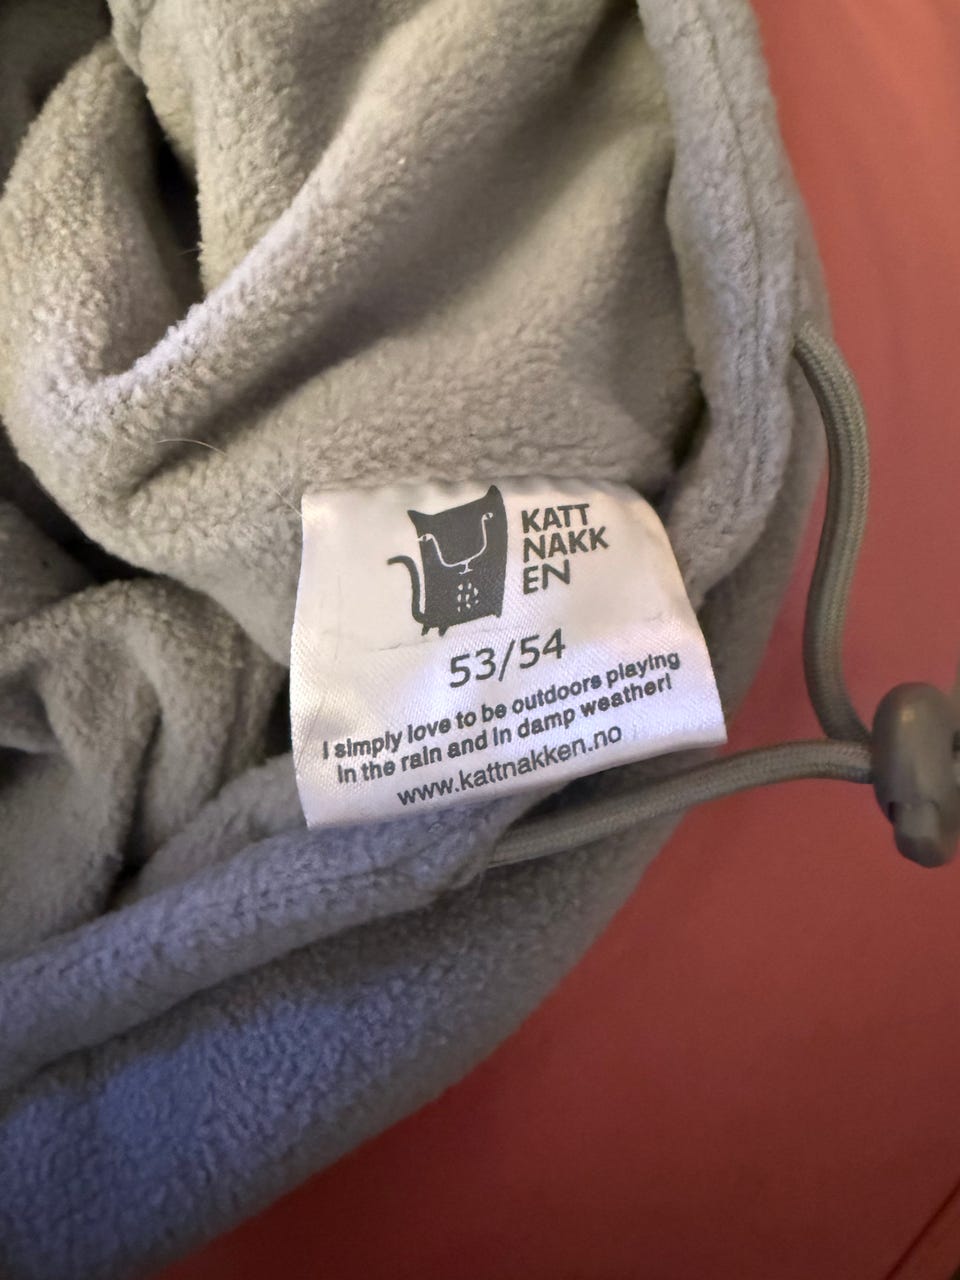 KATT
NAKK
EN
53/54
I simply love to be outdoors playing
in the rain and in damp weather!
www.kattnakken.no